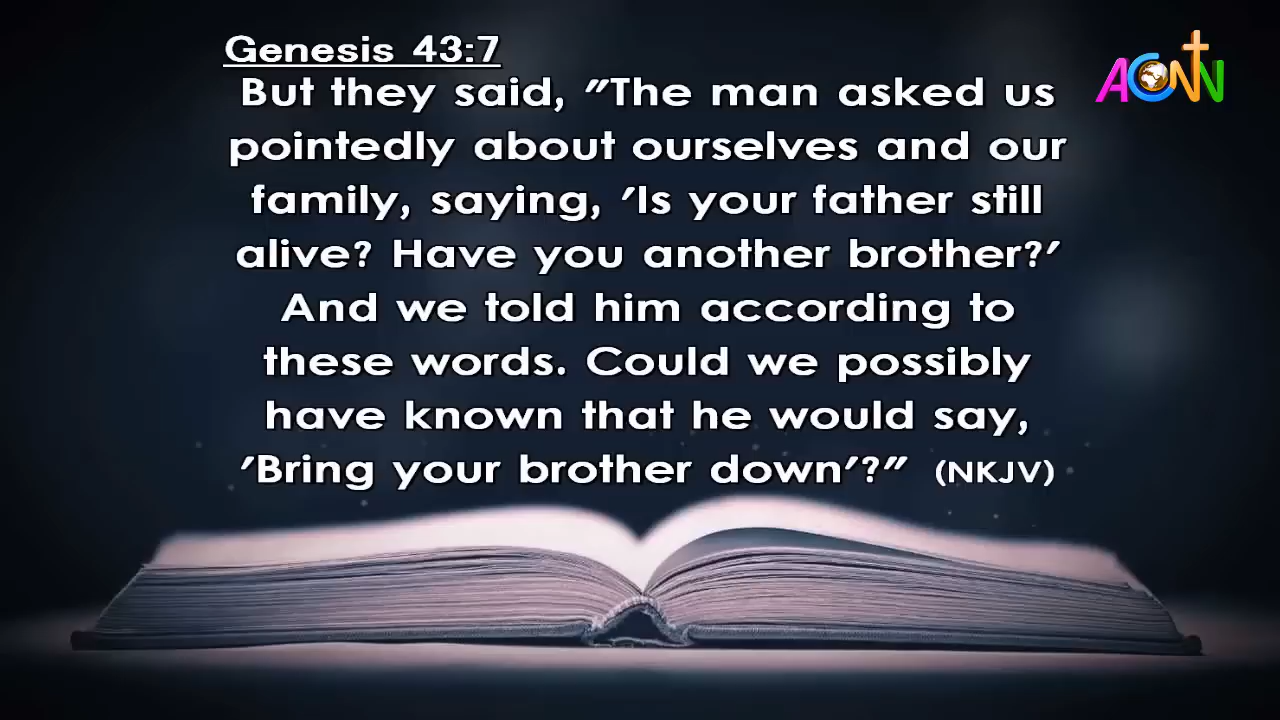 Genesis 43:7
But they said, "The man asked us
pointedly about ourselves and our
family, saying, 'Is your father still
alive? Have you another brother?'
And we told him according to
these words. Could we possibly
have known that he would say,
'Bring your brother down'?" (NKJV)
ACNN